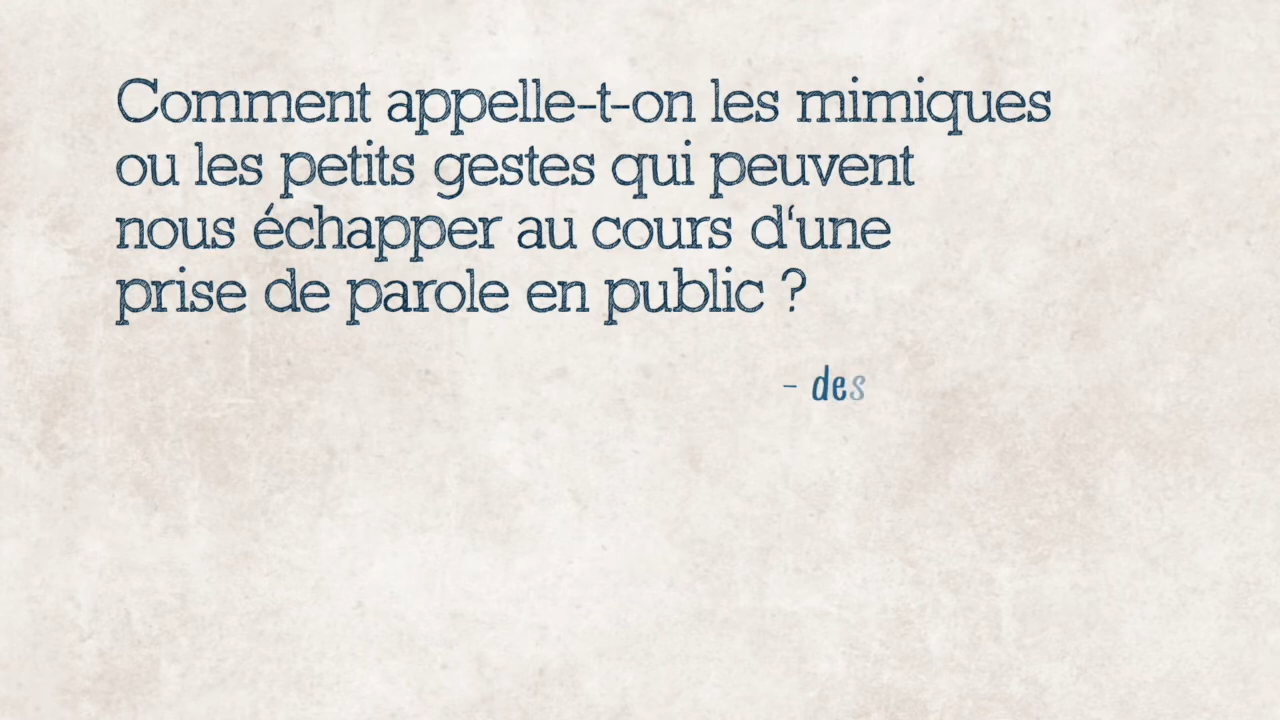 Comment appelle-t-on les mimiques
ou les petits gestes qui peuvent
nous échapper au cours d‘une
prise de parole en public ?
- des